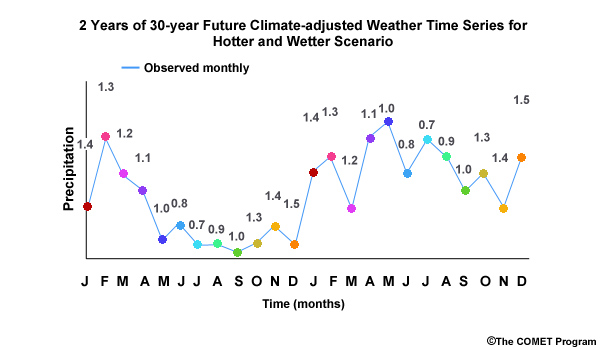 2 Years of 30-year Future Climate-adjusted Weather Time Series for
Hotter and Wetter Scenario
Observed monthly
Precipitation
1.4 1.3 1.2 1.1 1.0 0.8 0.7 0.9 1.0 1.3 1.4 1.5 1.4 1.3 1.2 1.1 1.0 0.8 0.7 0.9 1.0 1.3 1.4 1.5
J F M A M J J A S O N D J F M A M J J A S O N D
Time (months)
©The COMET Program